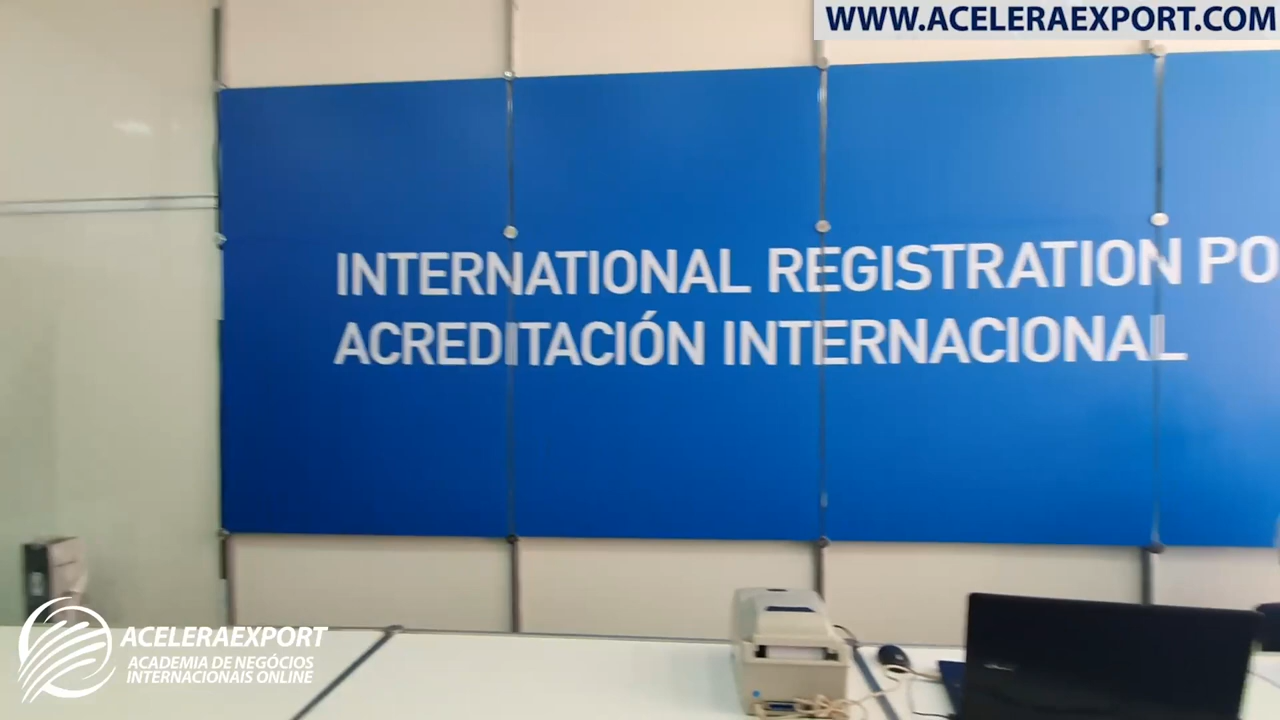 WWW.ACELERAEXPORT.COM
INTERNATIONAL REGISTRATION PO
ACREDITACIÓN INTERNACIONAL
ACELERAEXPORT
ACADEMIA DE NEGÓCIOS
INTERNACIONAIS ONLINE